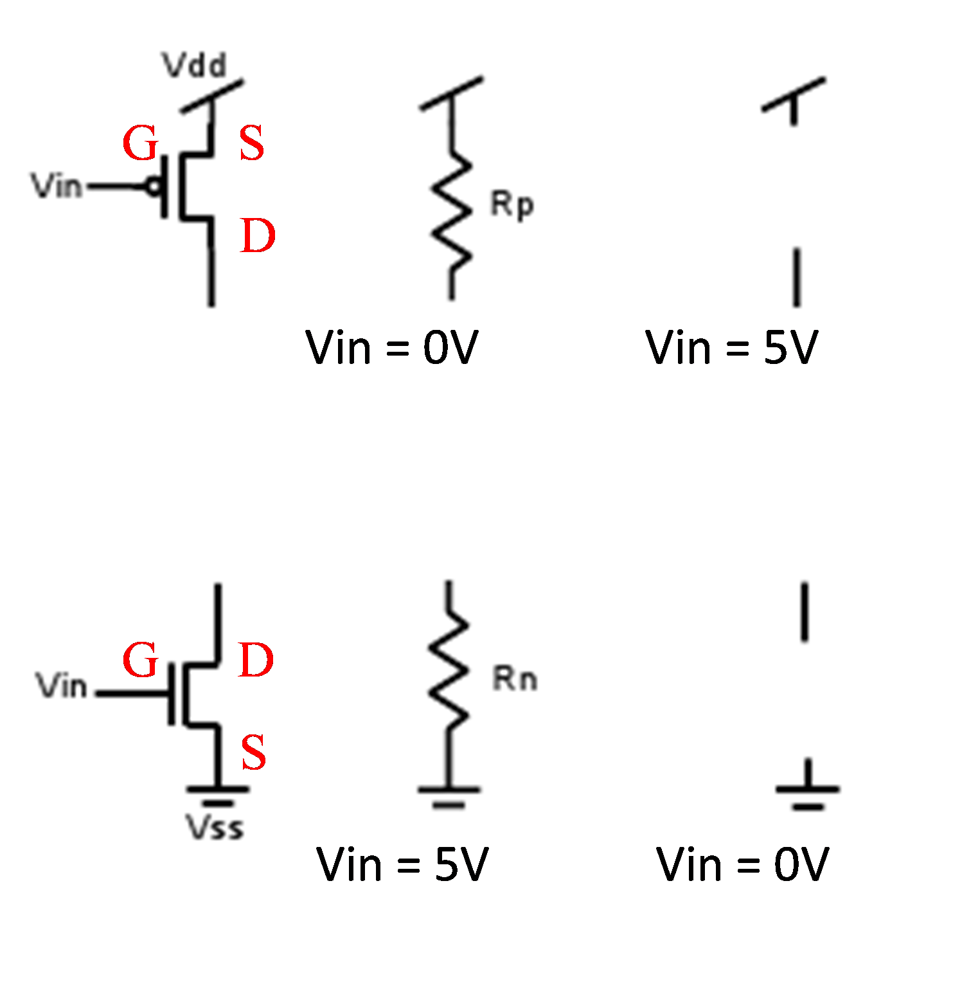 Vdd
G S
Vin
D
Rp
Vin = 0V
Vin = 5V
G D
Vin
S
Vss
Rn
Vin = 5V
Vin = 0V